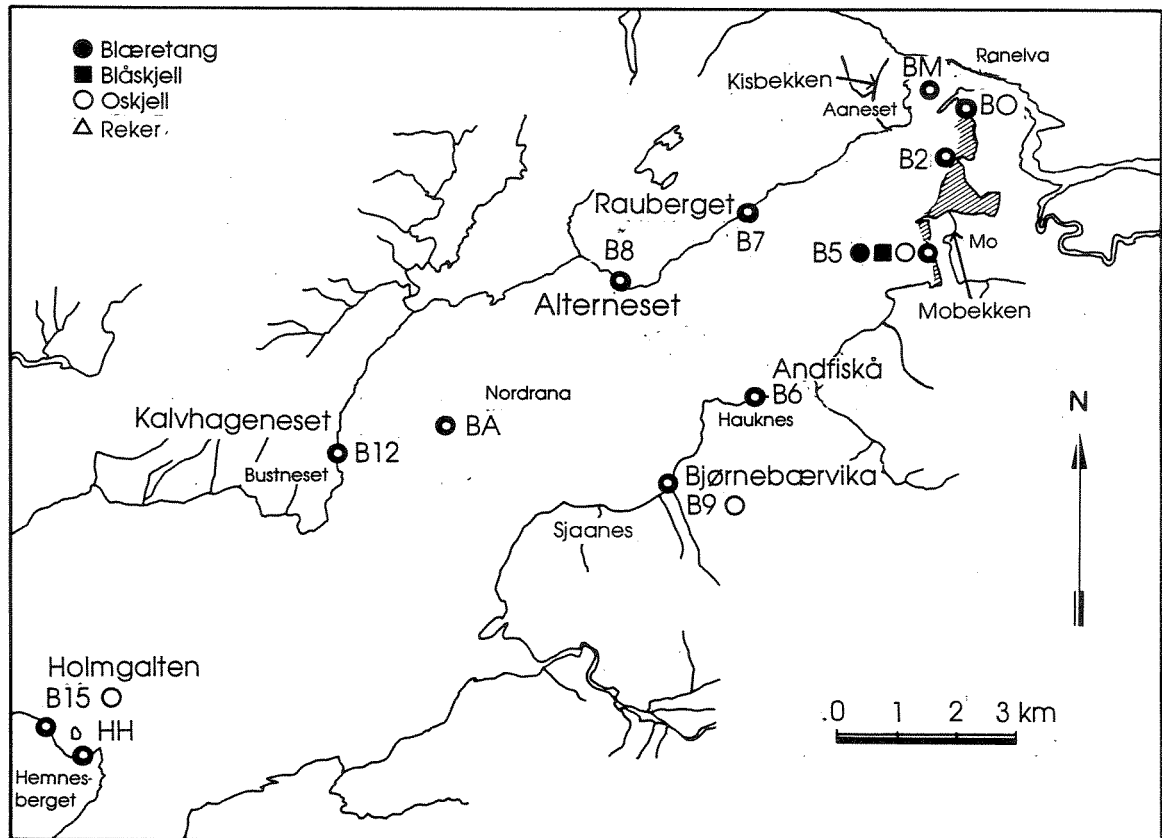 Blæretang
Blåskjell
Oskjell
Reker
Kisbekken
BM
Ranelva
Aaneset
BO
B2
Rauberget
B7
B8
Alterneset
B5
Mo
Mobekken
Andfiskå
B6
Hauknes
Nordrana
BA
Kalvhageneset
B12
Bustneset
Bjørnebærvika
B9
Sjaanes
N
Holmgalten
B15
HH
Hemnes-
berget
0 1 2 3 km